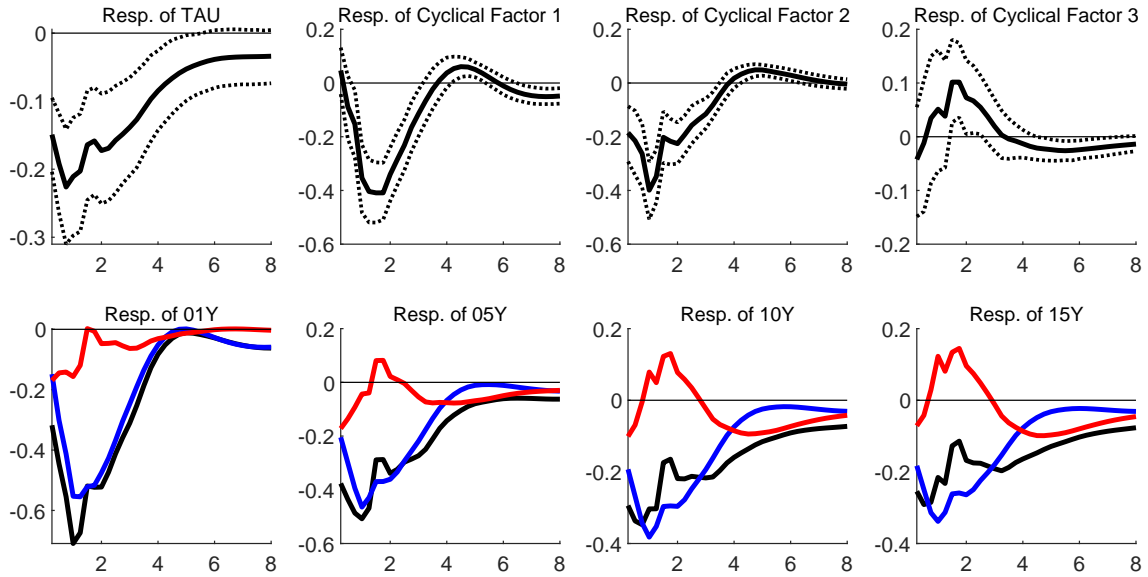 Resp. of TAU
0
-0.1
-0.2
-0.3
2 4 6 8
Resp. of Cyclical Factor 1
0.2
0
-0.2
-0.4
-0.6
2 4 6 8
Resp. of Cyclical Factor 2
0.2
0
-0.2
-0.4
-0.6
2 4 6 8
Resp. of Cyclical Factor 3
0.2
0.1
0
-0.1
-0.2
2 4 6 8
Resp. of 01Y
0
-0.2
-0.4
-0.6
2 4 6 8
Resp. of 05Y
0.2
0
-0.2
-0.4
-0.6
2 4 6 8
Resp. of 10Y
0.2
0
-0.2
-0.4
2 4 6 8
Resp. of 15Y
0.2
0
-0.2
-0.4
2 4 6 8